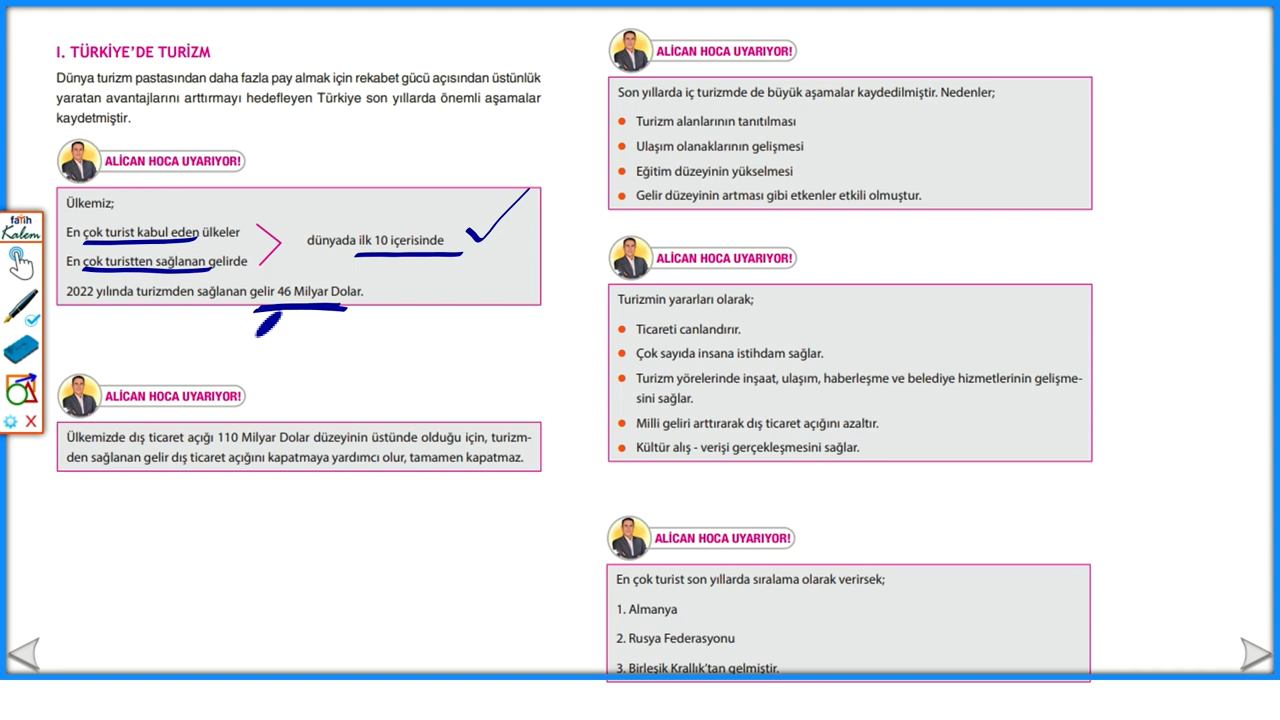 I. TÜRKİYE'DE TURİZM
Dünya turizm pastasından daha fazla pay almak için rekabet gücü açısından üstünlük
yaratan avantajlarını arttırmayı hedefleyen Türkiye son yıllarda önemli aşamalar
kaydetmiştir.
ALİCAN HOCA UYARIYOR!
Ülkemiz;
En çok turist kabul eden ülkeler
En çok turistten sağlanan gelirde
dünyada ilk 10 içerisinde
2022 yılında turizmden sağlanan gelir 46 Milyar Dolar.
fatih
Kalem
ALİCAN HOCA UYARIYOR!
Ülkemizde dış ticaret açığı 110 Milyar Dolar düzeyinin üstünde olduğu için, turizm-
den sağlanan gelir dış ticaret açığını kapatmaya yardımcı olur, tamamen kapatmaz.
ALİCAN HOCA UYARIYOR!
Son yıllarda iç turizmde de büyük aşamalar kaydedilmiştir. Nedenler;
Turizm alanlarının tanıtılması
Ulaşım olanaklarının gelişmesi
Eğitim düzeyinin yükselmesi
Gelir düzeyinin artması gibi etkenler etkili olmuştur.
ALİCAN HOCA UYARIYOR!
Turizmin yararları olarak;
Ticareti canlandırır.
Çok sayıda insana istihdam sağlar.
Turizm yörelerinde inşaat, ulaşım, haberleşme ve belediye hizmetlerinin gelişme-
sini sağlar.
Milli geliri arttırarak dış ticaret açığını azaltır.
Kültür alış - verişi gerçekleşmesini sağlar.
ALİCAN HOCA UYARIYOR!
En çok turist son yıllarda sıralama olarak verirsek;
1. Almanya
2. Rusya Federasyonu
3. Birleşik Krallık'tan gelmiştir.